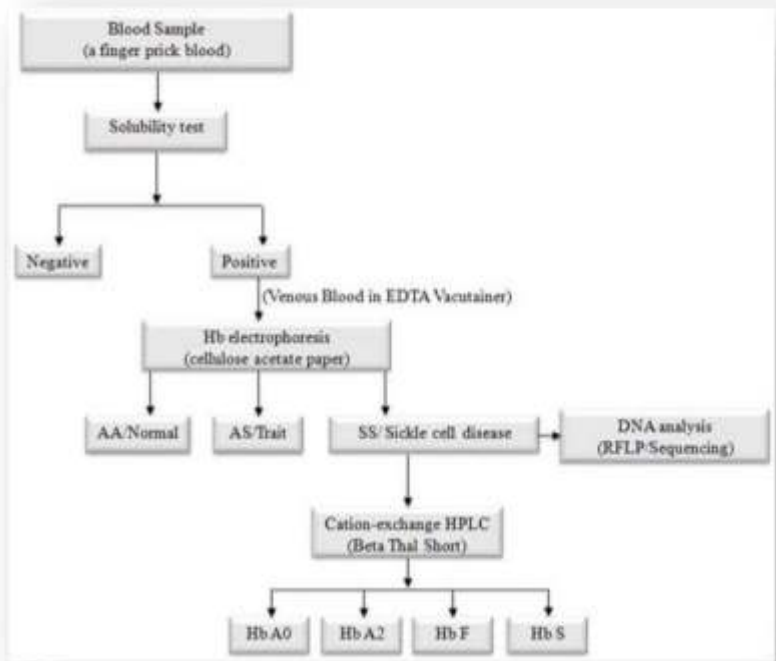 Blood Sample
(a finger prick blood)
Solubility test
Negative
Positive
(Venous Blood in EDTA Vacutainer)
Hb electrophoresis
(cellulose acetate paper)
AA/Normal
AS/Trait
SS/ Sickle cell disease
DNA analysis
(RFLP/Sequencing)
Cation-exchange HPLC
(Beta Thal Short)
Hb A0
Hb A2
Hb F
Hb S